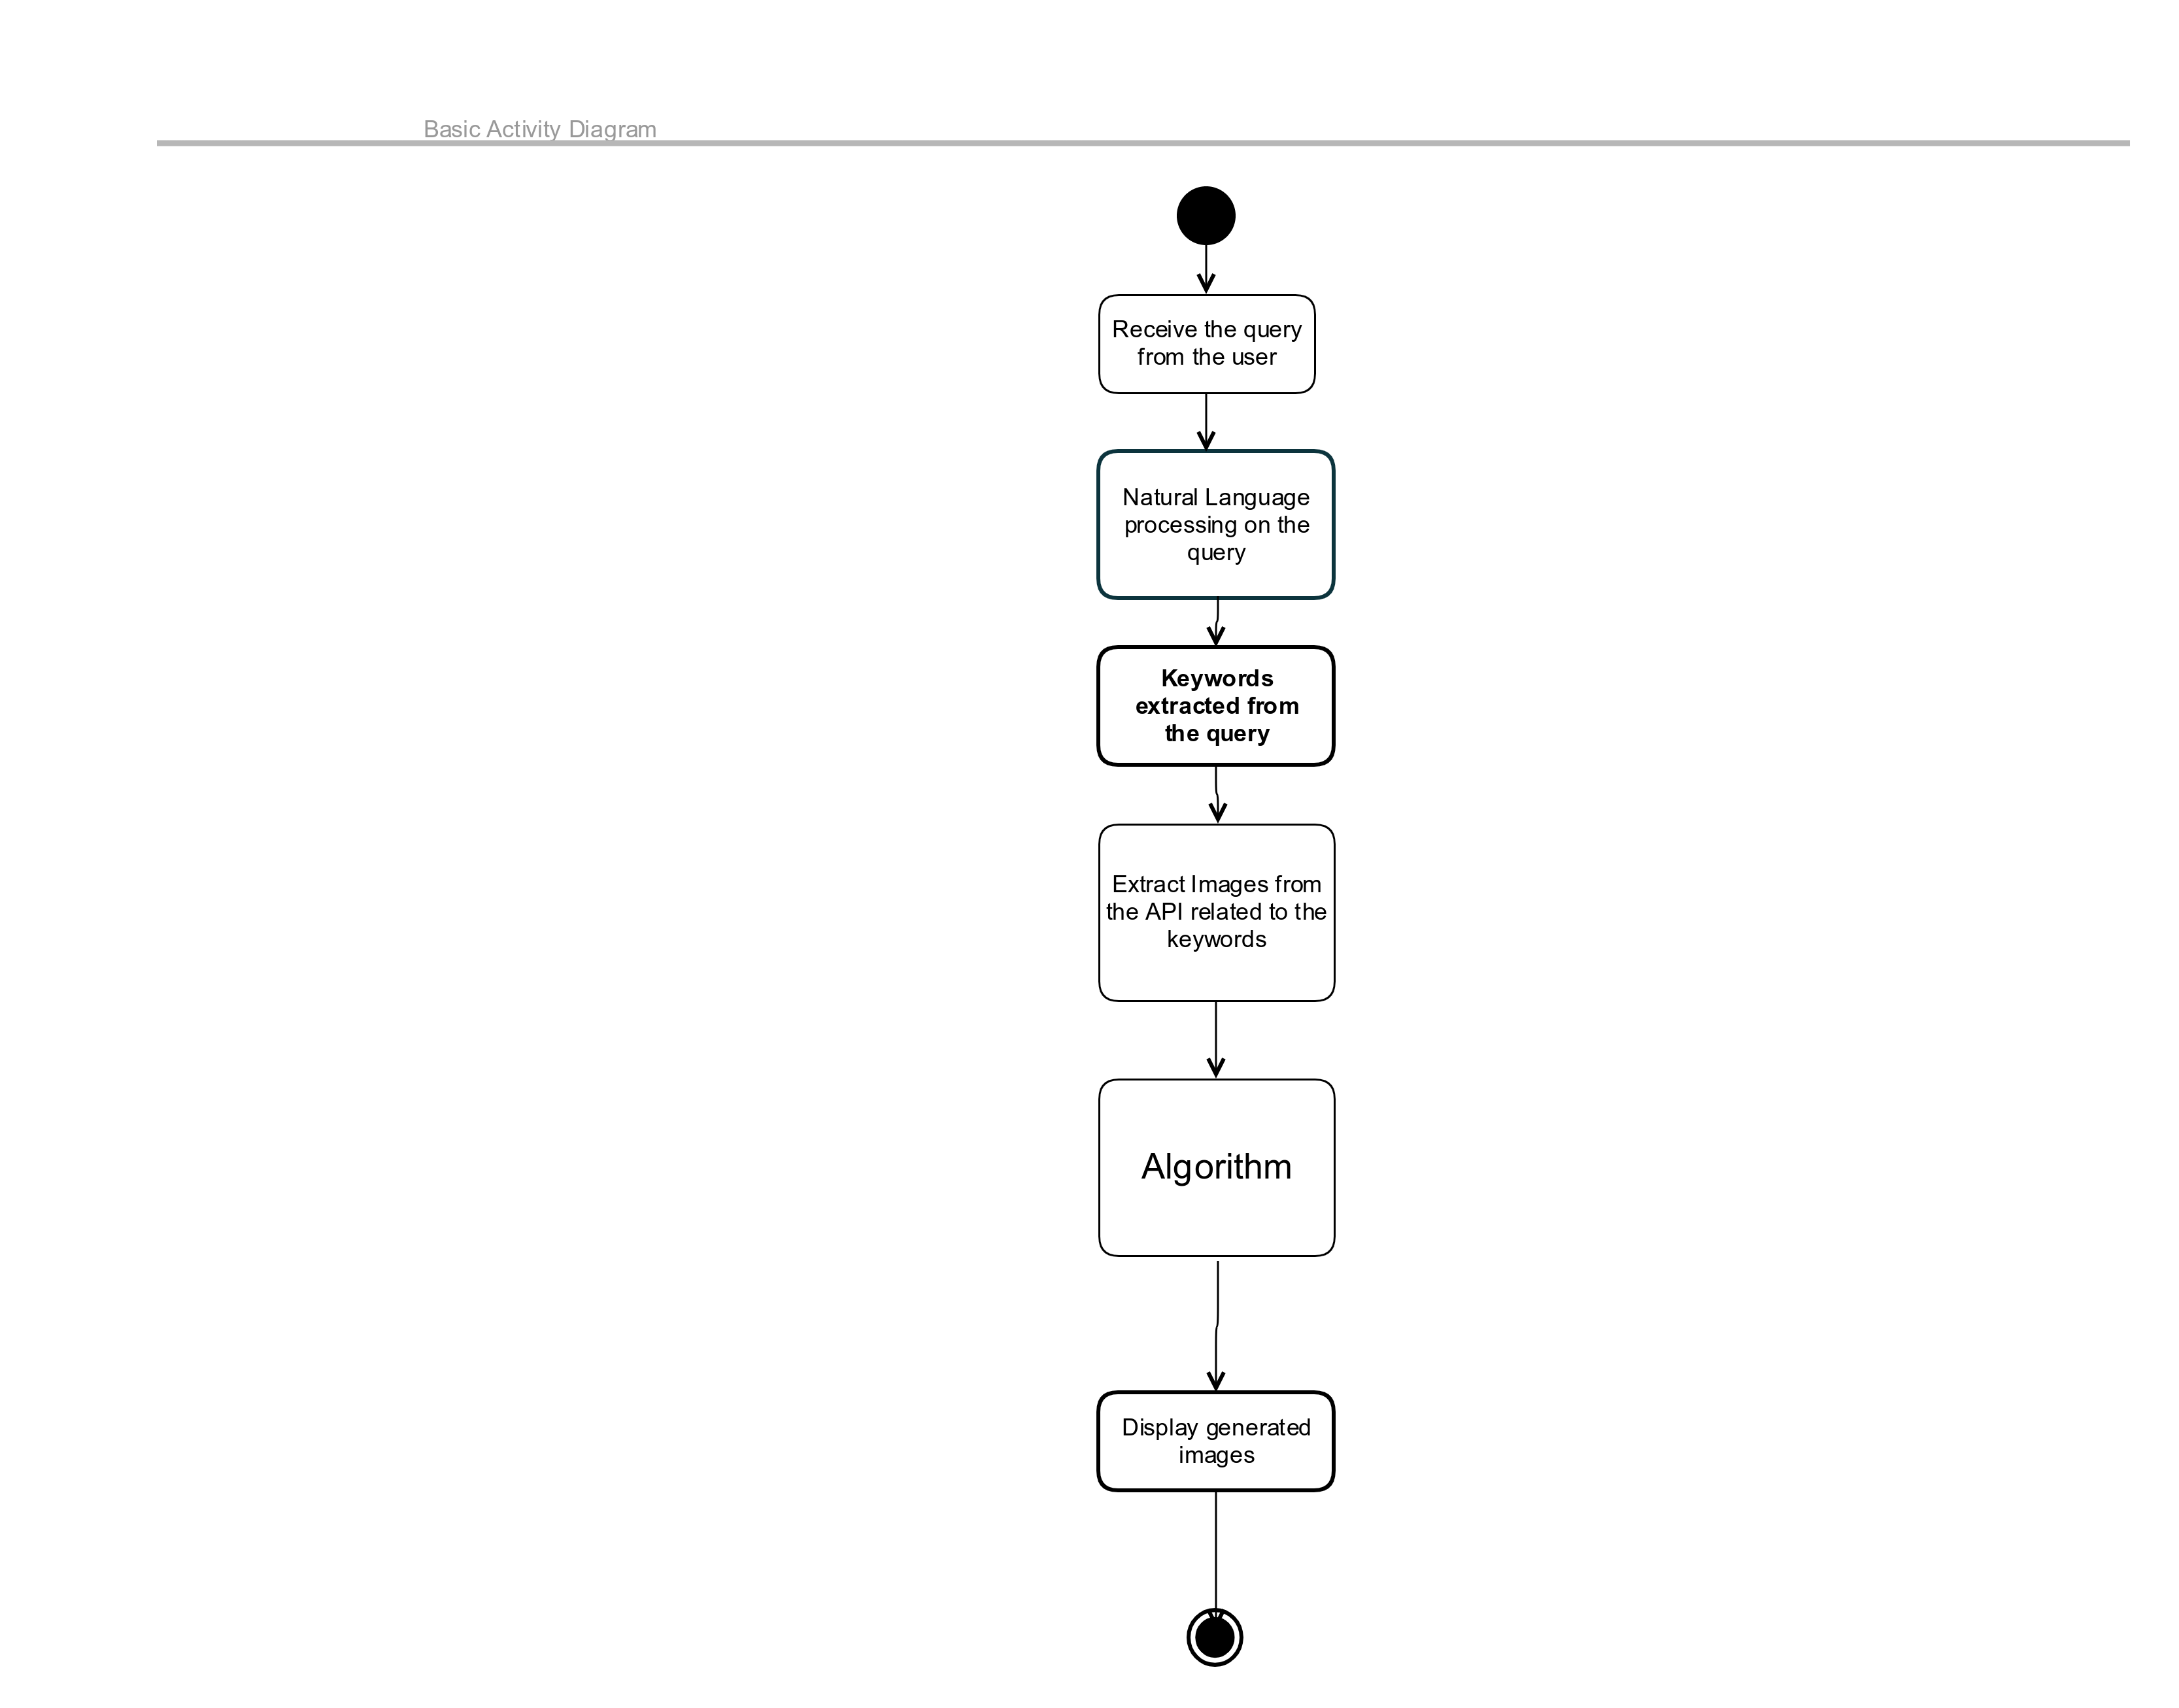 Basic Activity Diagram
Receive the query
from the user
Natural Language
processing on the
query
Keywords
extracted from
the query
Extract Images from
the API related to the
keywords
Algorithm
Display generated
images